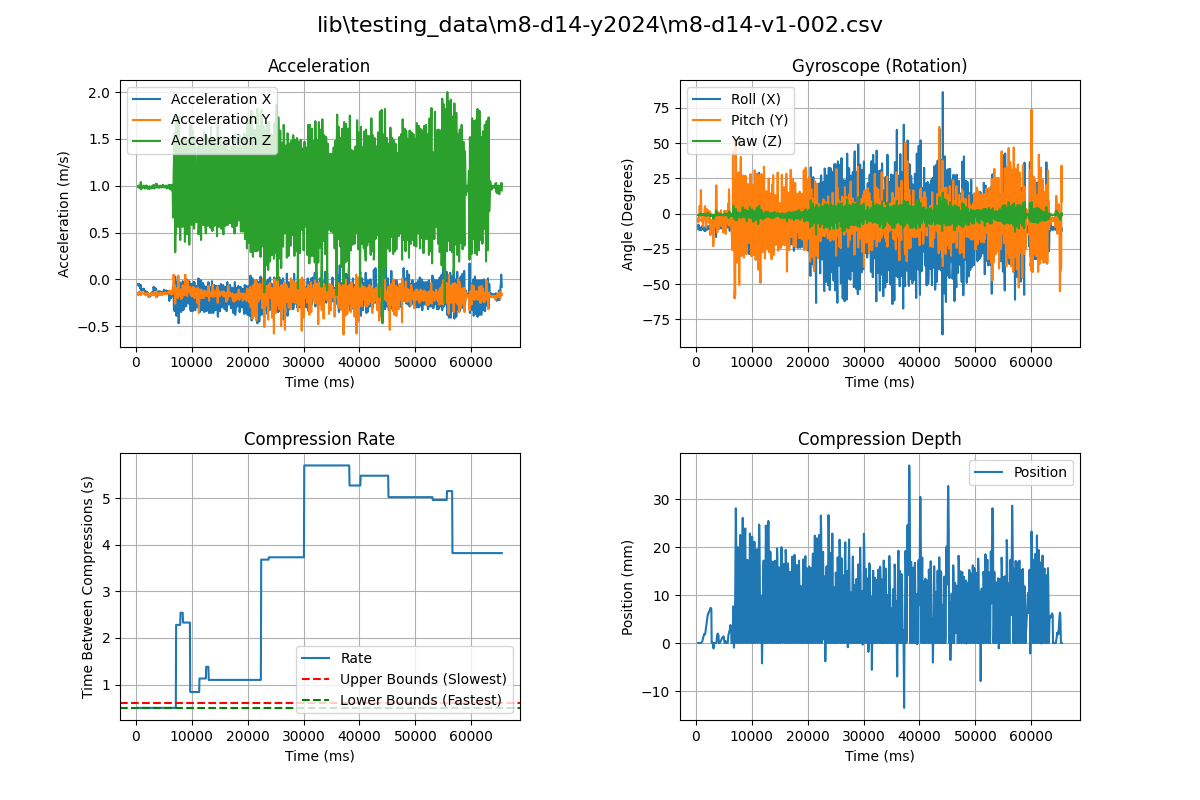 lib\testing_data\m8-d14-y2024\m8-d14-v1-002.csv
Acceleration
Acceleration (m/s)
2.0
1.5
1.0
0.5
0.0
−0.5
Acceleration X
Acceleration Y
Acceleration Z
0 10000 20000 30000 40000 50000 60000
Time (ms)
Gyroscope (Rotation)
Angle (Degrees)
75
50
25
0
−25
−50
−75
Roll (X)
Pitch (Y)
Yaw (Z)
0 10000 20000 30000 40000 50000 60000
Time (ms)
Compression Rate
Time Between Compressions (s)
5
4
3
2
1
Rate
Upper Bounds (Slowest)
Lower Bounds (Fastest)
0 10000 20000 30000 40000 50000 60000
Time (ms)
Compression Depth
Position (mm)
30
20
10
0
−10
Position
0 10000 20000 30000 40000 50000 60000
Time (ms)